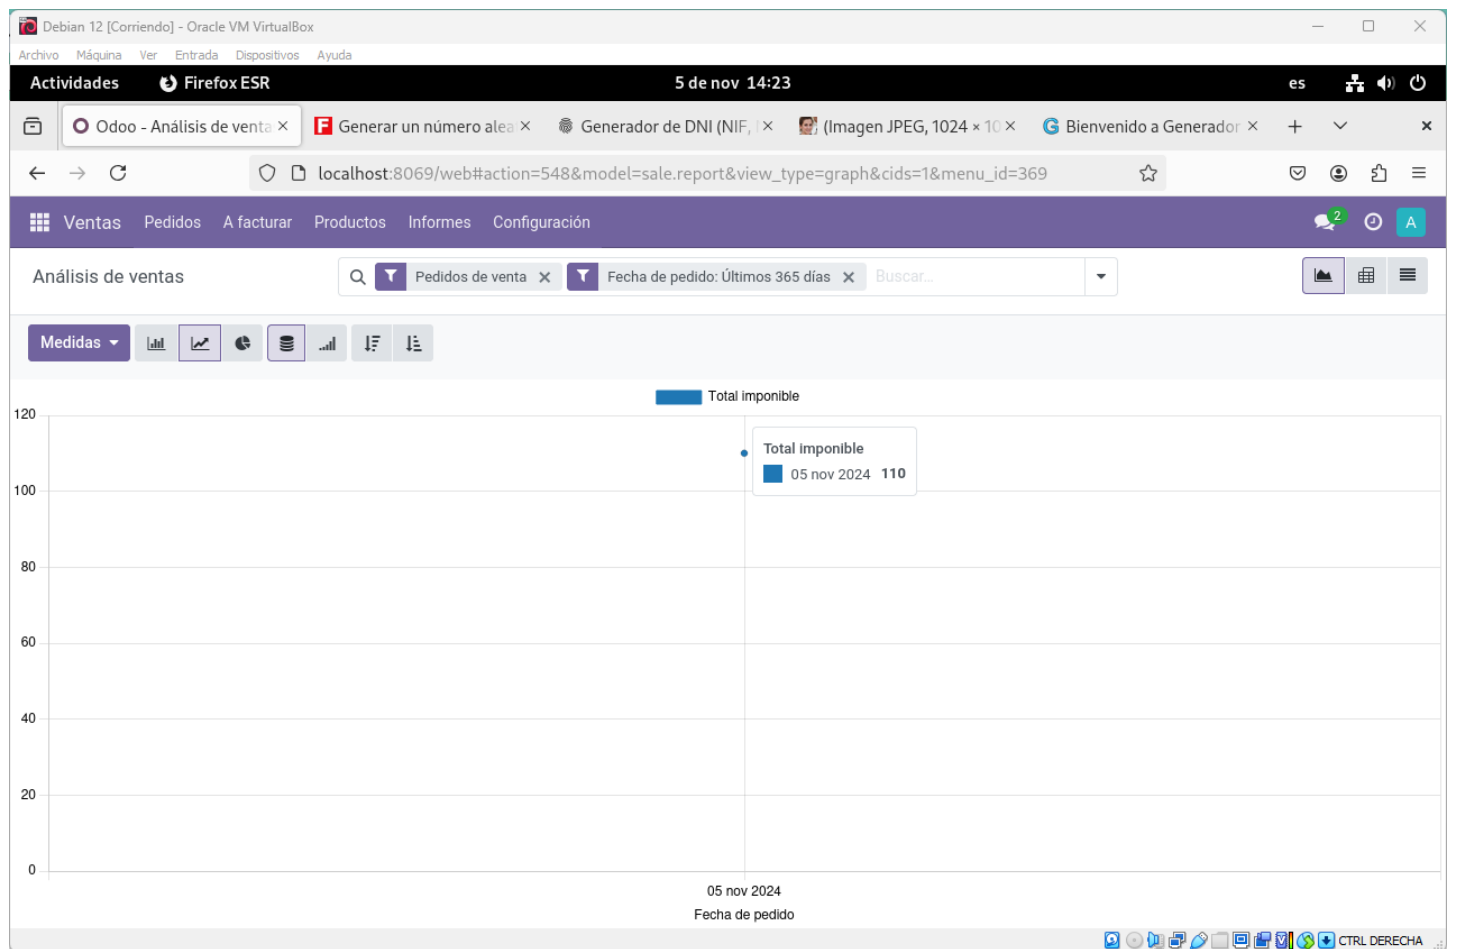 Debian 12 [Corriendo] - Oracle VM VirtualBox
Archivo Máquina Ver Entrada Dispositivos Ayuda
Actividades Firefox ESR 5 de nov 14:23 es
Odoo - Análisis de venta Generar un número alea Generador de DNI (NIF, (Imagen JPEG, 1024 × 10 Bienvenido a Generador
localhost:8069/web#action=548&model=sale.report&view_type=graph&cids=1&menu_id=369
Ventas Pedidos A facturar Productos Informes Configuración 2 A
Análisis de ventas Pedidos de venta Fecha de pedido: Últimos 365 días Buscar...
Medidas
Total imponible
120
Total imponible
05 nov 2024 110
100
80
60
40
20
0
05 nov 2024
Fecha de pedido
CTRL DERECHA